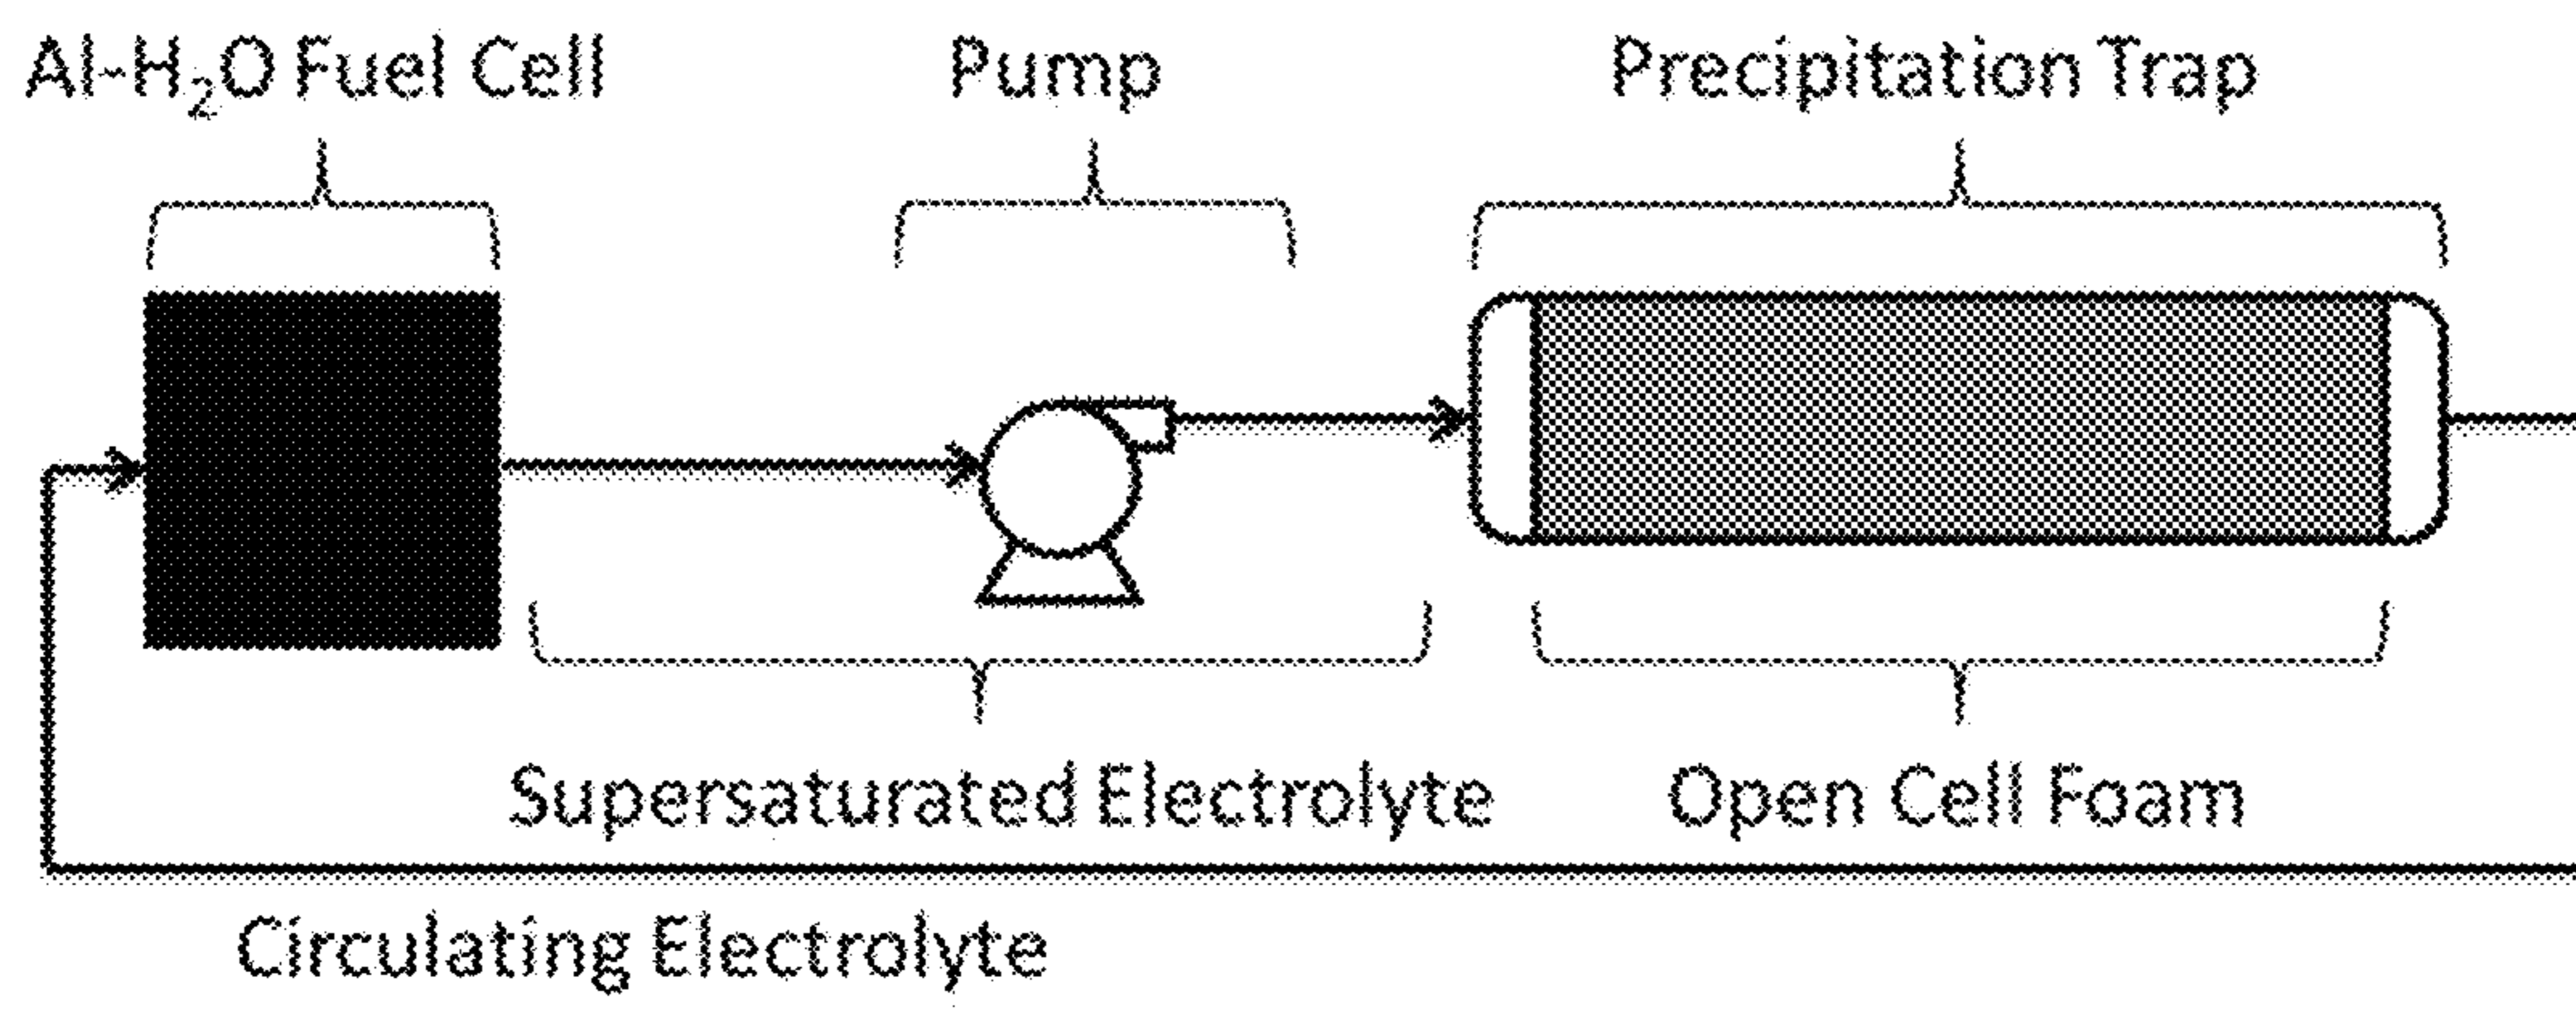 Al-H₂O Fuel Cell
Pump
Precipitation Trap
Supersaturated Electrolyte
Open Cell Foam
Circulating Electrolyte